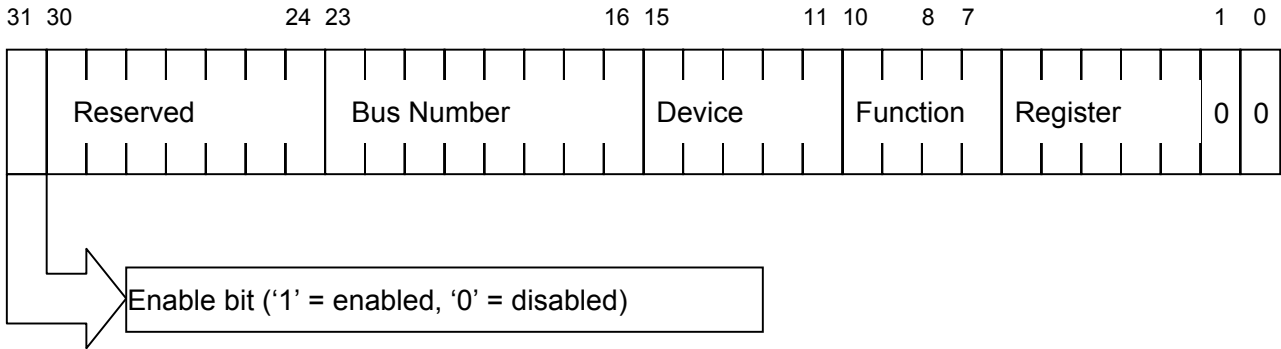 31 30 24 23 16 15 11 10 8 7 1 0
Reserved Bus Number Device Function Register 0 0
Enable bit (‘1’ = enabled, ‘0’ = disabled)